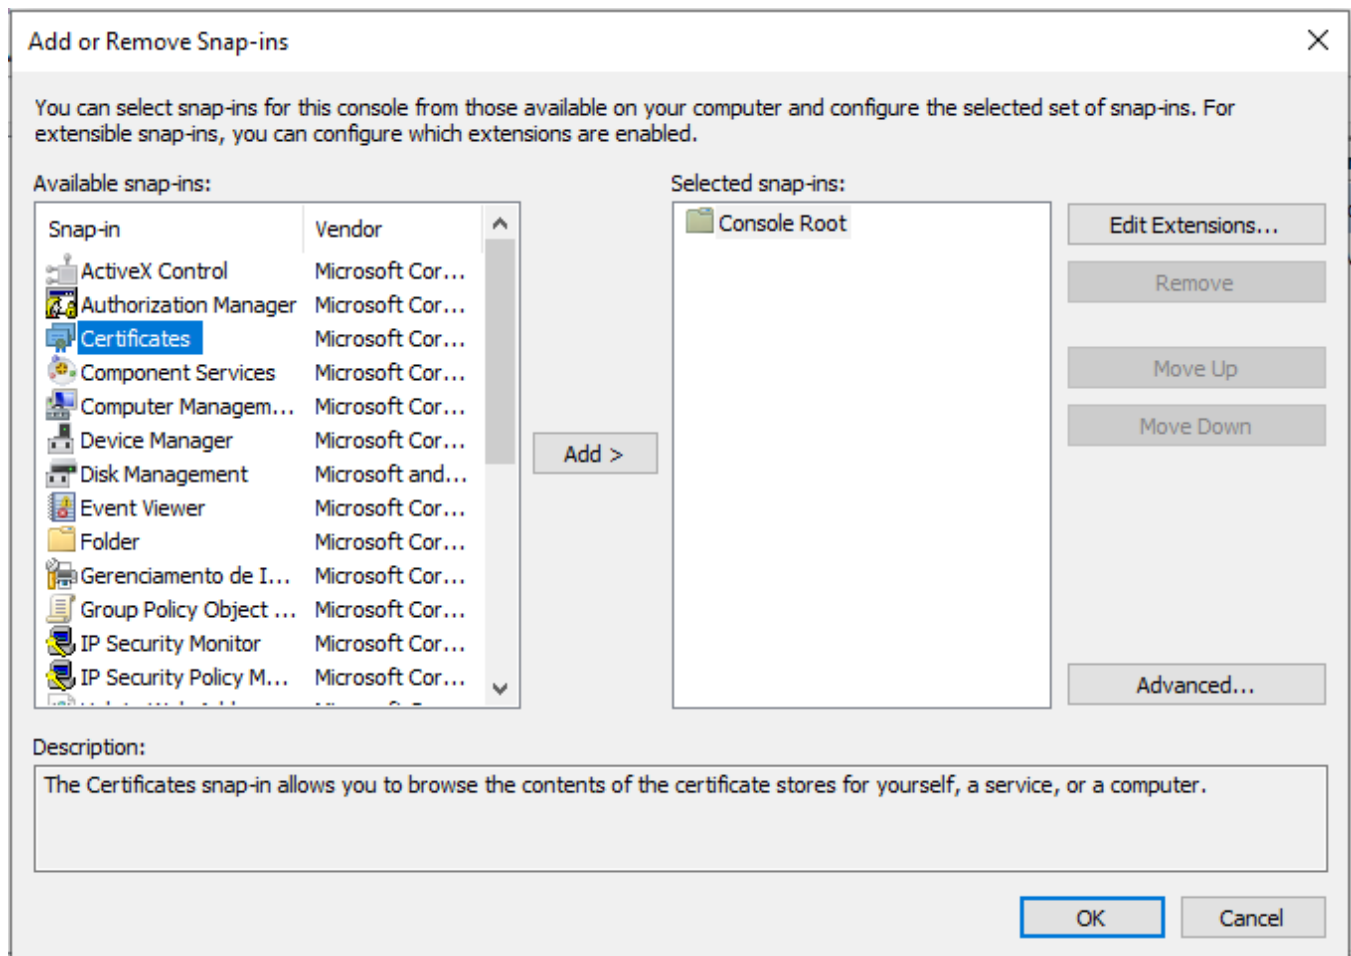 Add or Remove Snap-ins
You can select snap-ins for this console from those available on your computer and configure the selected set of snap-ins. For
extensible snap-ins, you can configure which extensions are enabled.
Available snap-ins:
Selected snap-ins:
Snap-in Vendor
ActiveX Control Microsoft Cor...
Authorization Manager Microsoft Cor...
Certificates Microsoft Cor...
Component Services Microsoft Cor...
Computer Managem... Microsoft Cor...
Device Manager Microsoft Cor...
Disk Management Microsoft and...
Event Viewer Microsoft Cor...
Folder Microsoft Cor...
Gerenciamento de I... Microsoft Cor...
Group Policy Object ... Microsoft Cor...
IP Security Monitor Microsoft Cor...
IP Security Policy M... Microsoft Cor...
Add >
Console Root
Edit Extensions...
Remove
Move Up
Move Down
Advanced...
Description:
The Certificates snap-in allows you to browse the contents of the certificate stores for yourself, a service, or a computer.
OK
Cancel